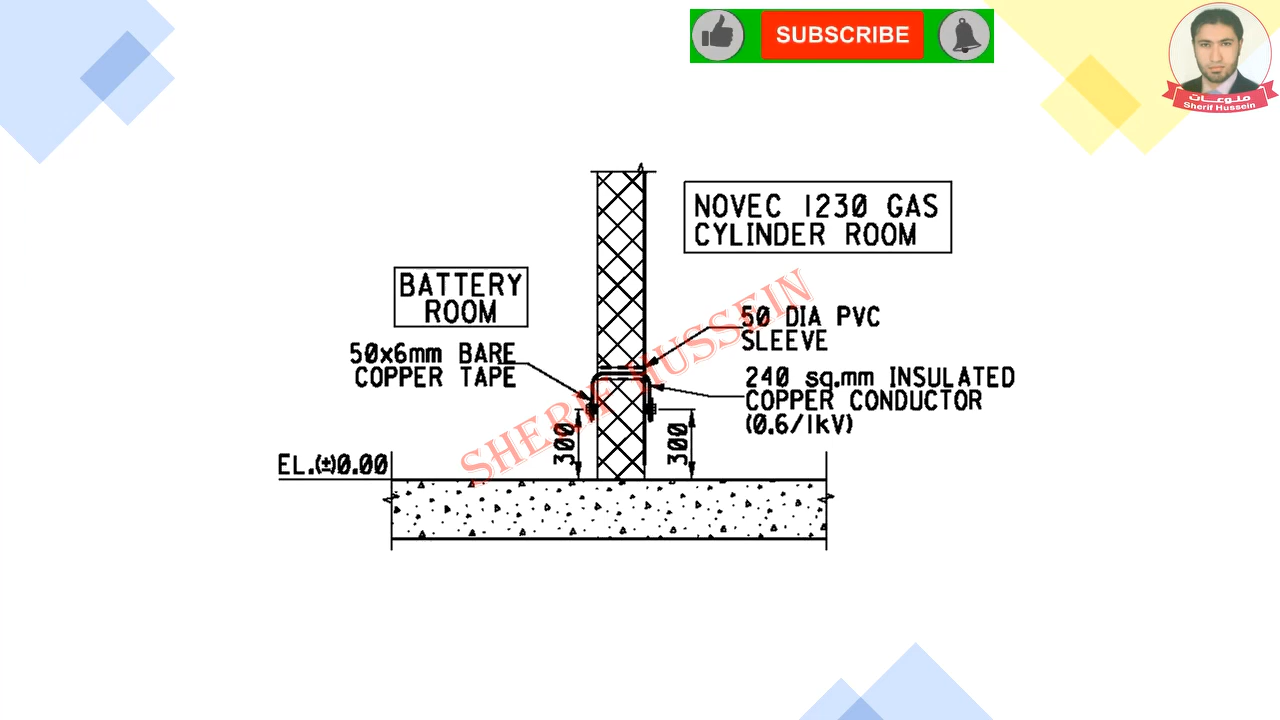 SUBSCRIBE
منوعات
Sherif Hussein
NOVEC 1230 GAS
CYLINDER ROOM
BATTERY
ROOM
50 DIA PVC
SLEEVE
50x6mm BARE
COPPER TAPE
240 sq.mm INSULATED
COPPER CONDUCTOR
(0.6/1kV)
300
300
EL.(±)0.00
SHERIF HUSSEIN